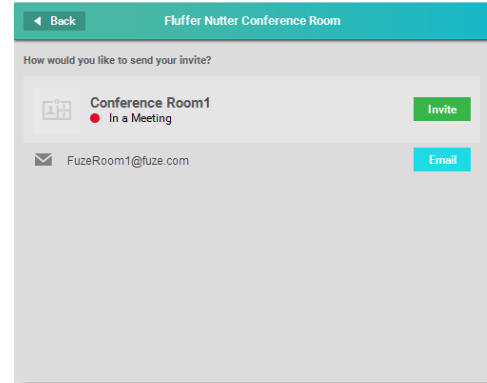 Back
Fluffer Nutter Conference Room
How would you like to send your invite?
Conference Room1
In a Meeting
Invite
FuzeRoom1@fuze.com
Email